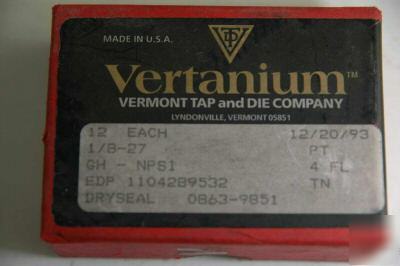 MADE IN U.S.A.
VTD
Vertanium™
VERMONT TAP and DIE COMPANY
LYNDONVILLE, VERMONT 05851
12 EACH 12/20/93
1/8-27 PT
GH - NPSI 4 FL
EDP 1104289532 TN
DRYSEAL 0863-9851